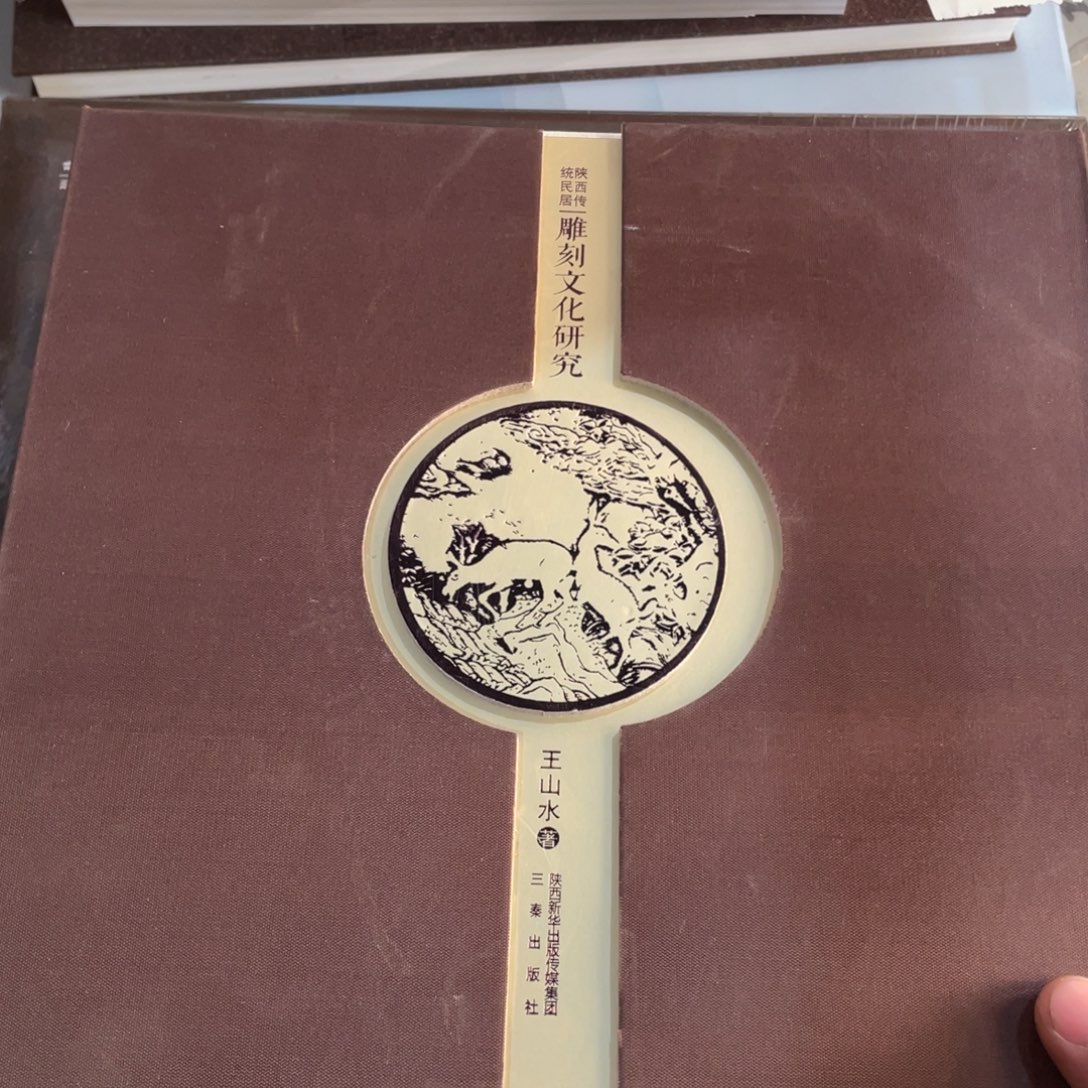 陕西传
统民居
雕刻文化研究
王山水 著
陕西新华出版传媒集团
三秦出版社